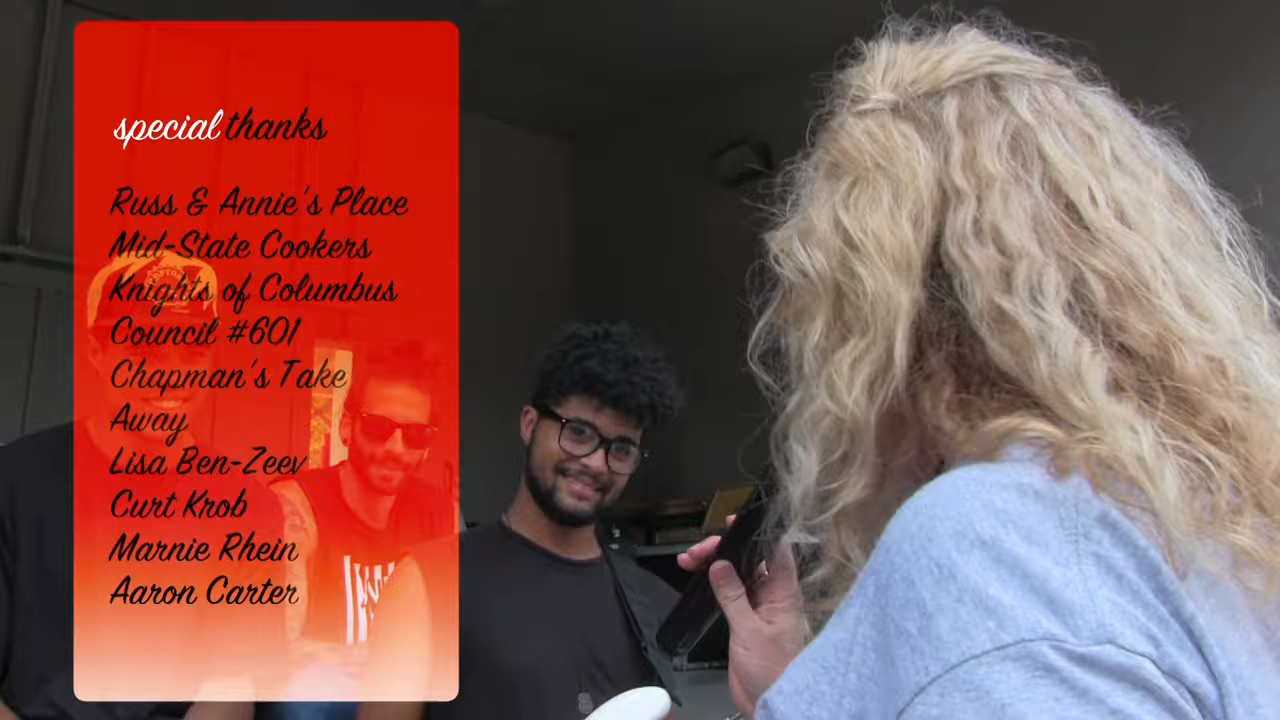 special thanks
Russ & Annie's Place
Mid-State Cookers
Knights of Columbus
Council #601
Chapman's Take
Away
Lisa Ben-Zeev
Curt Krob
Marnie Rhein
Aaron Carter